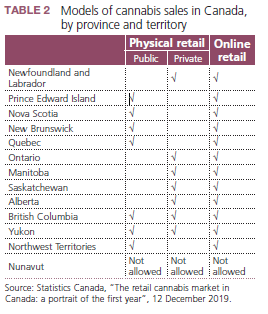 TABLE 2 Models of cannabis sales in Canada,
by province and territory
Physical retail Online
Public Private retail
Newfoundland and
Labrador √ √
Prince Edward Island √ √
Nova Scotia √ √
New Brunswick √ √
Quebec √ √
Ontario √ √
Manitoba √ √
Saskatchewan √ √
Alberta √ √
British Columbia √ √ √
Yukon √ √ √
Northwest Territories √ √
Nunavut Not allowed Not allowed Not allowed
Source: Statistics Canada, "The retail cannabis market in
Canada: a portrait of the first year", 12 December 2019.